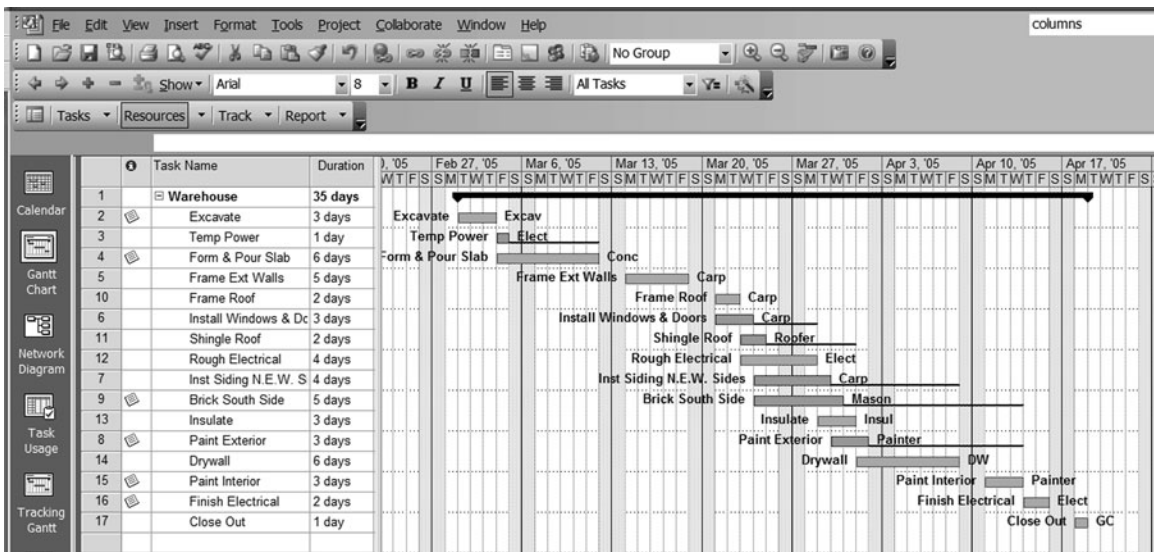 File Edit View Insert Format Tools Project Collaborate Window Help columns
No Group
Show Arial 8 B I U All Tasks
Tasks Resources Track Report
Task Name Duration ), '05 Feb 27, '05 Mar 6, '05 Mar 13, '05 Mar 20, '05 Mar 27, '05 Apr 3, '05 Apr 10, '05 Apr 17, '05
W T F S S M T W T F S S M T W T F S S M T W T F S S M T W T F S S M T W T F S S M T W T F S S M T W T F S S M T W T F S
Calendar
Gantt Chart
Network Diagram
Task Usage
Tracking Gantt
1 Warehouse 35 days
2 Excavate 3 days Excavate Excav
3 Temp Power 1 day Temp Power Elect
4 Form & Pour Slab 6 days Form & Pour Slab Conc
5 Frame Ext Walls 5 days Frame Ext Walls Carp
10 Frame Roof 2 days Frame Roof Carp
6 Install Windows & Dc 3 days Install Windows & Doors Carp
11 Shingle Roof 2 days Shingle Roof Roofer
12 Rough Electrical 4 days Rough Electrical Elect
7 Inst Siding N.E.W. S 4 days Inst Siding N.E.W. Sides Carp
9 Brick South Side 5 days Brick South Side Mason
13 Insulate 3 days Insulate Insul
8 Paint Exterior 3 days Paint Exterior Painter
14 Drywall 6 days Drywall DW
15 Paint Interior 3 days Paint Interior Painter
16 Finish Electrical 2 days Finish Electrical Elect
17 Close Out 1 day Close Out GC